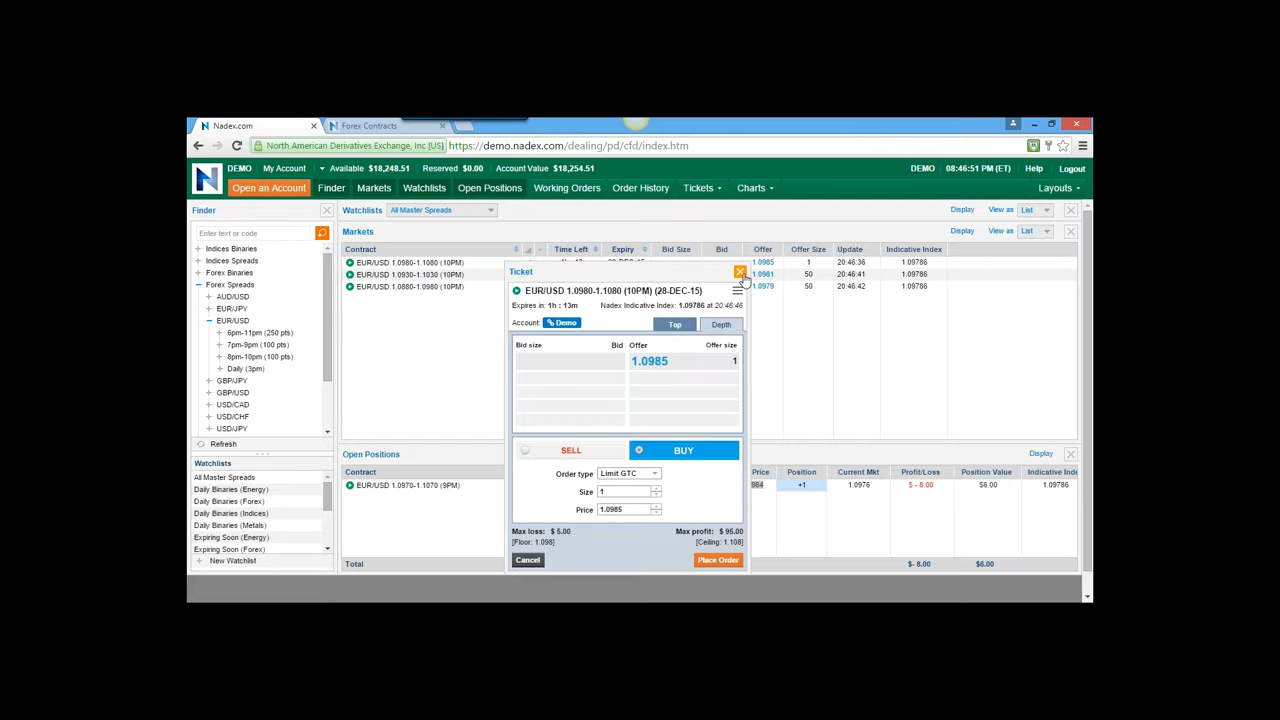 Nadex.com
Forex Contracts
North American Derivatives Exchange, Inc [US]
https://demo.nadex.com/dealing/pd/cfd/index.htm
DEMO My Account Available $18,248.51 Reserved $0.00 Account Value $18,254.51
DEMO 08:46:51 PM (ET) Help Logout
Open an Account Finder Markets Watchlists Open Positions Working Orders Order History Tickets Charts Layouts
Finder
Enter text or code
Indices Binaries
Indices Spreads
Forex Binaries
Forex Spreads
AUD/USD
EUR/JPY
EUR/USD
6pm-11pm (250 pts)
7pm-9pm (100 pts)
8pm-10pm (100 pts)
Daily (3pm)
GBP/JPY
GBP/USD
USD/CAD
USD/CHF
USD/JPY
Refresh
Watchlists
All Master Spreads
Daily Binaries (Energy)
Daily Binaries (Forex)
Daily Binaries (Indices)
Daily Binaries (Metals)
Expiring Soon (Energy)
Expiring Soon (Forex)
New Watchlist
Watchlists All Master Spreads Display View as List
Markets Display View as List
Contract Time Left Expiry Bid Size Bid Offer Offer Size Update Indicative Index
EUR/USD 1.0980-1.1080 (10PM) 1.0985 1 20:46:36 1.09786
EUR/USD 1.0930-1.1030 (10PM) 1.0981 50 20:46:41 1.09786
EUR/USD 1.0880-1.0980 (10PM) 1.0979 50 20:46:42 1.09786
Ticket
EUR/USD 1.0980-1.1080 (10PM) (28-DEC-15)
Expires in: 1h : 13m Nadex Indicative Index: 1.09786 at 20:46:46
Account: Demo Top Depth
Bid size Bid Offer Offer size
1.0985 1
SELL BUY
Order type Limit GTC
Size 1
Price 1.0985
Max loss: $ 5.00 Max profit: $ 95.00
[Floor: 1.098] [Ceiling: 1.108]
Cancel Place Order
Open Positions Display
Contract Price Position Current Mkt Profit/Loss Position Value Indicative Inde
EUR/USD 1.0970-1.1070 (9PM) 984 +1 1.0976 $ - 8.00 $6.00 1.09786
Total $- 8.00 $6.00